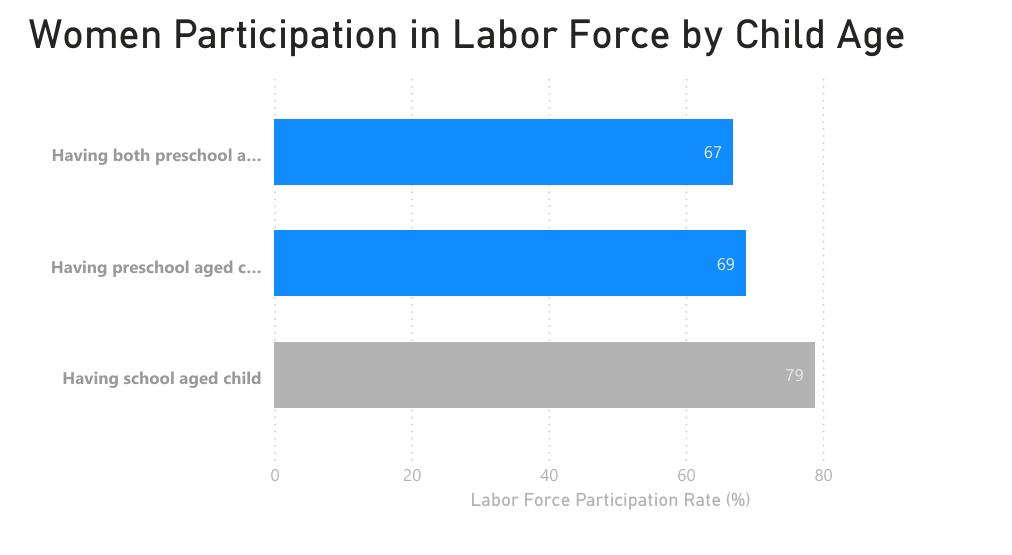 Women Participation in Labor Force by Child Age
Having both preschool a...
67
Having preschool aged c...
69
Having school aged child
79
0 20 40 60 80
Labor Force Participation Rate (%)